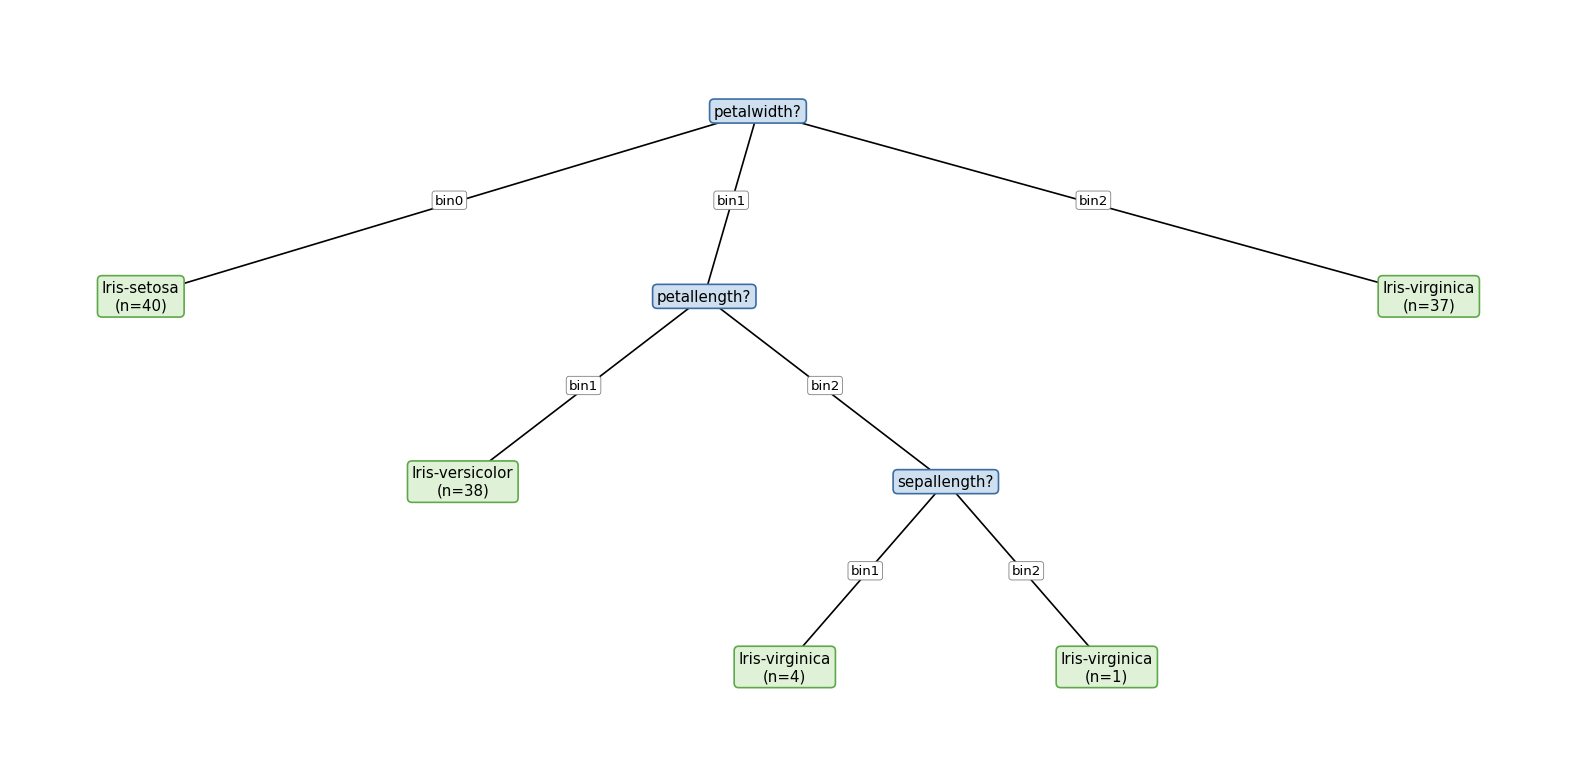 petalwidth?
bin0
bin1
bin2
Iris-setosa
(n=40)
petallength?
Iris-virginica
(n=37)
bin1
bin2
Iris-versicolor
(n=38)
sepallength?
bin1
bin2
Iris-virginica
(n=4)
Iris-virginica
(n=1)